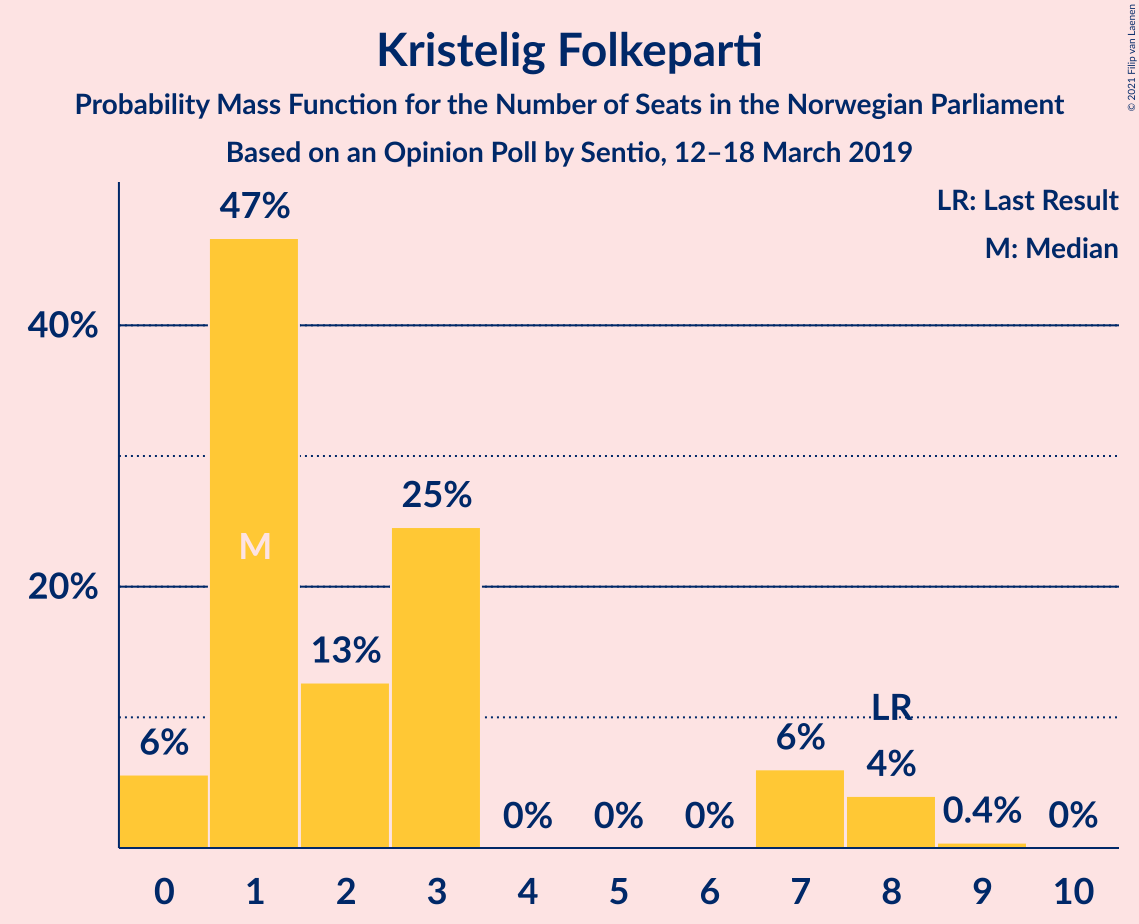 Kristelig Folkeparti
Probability Mass Function for the Number of Seats in the Norwegian Parliament
Based on an Opinion Poll by Sentio, 12–18 March 2019
© 2021 Filip van Laenen
LR: Last Result
M: Median
47%
40%
25%
M
20%
13%
LR
6%
6%
4%
0%
0%
0%
0.4%
0%
0 1 2 3 4 5 6 7 8 9 10